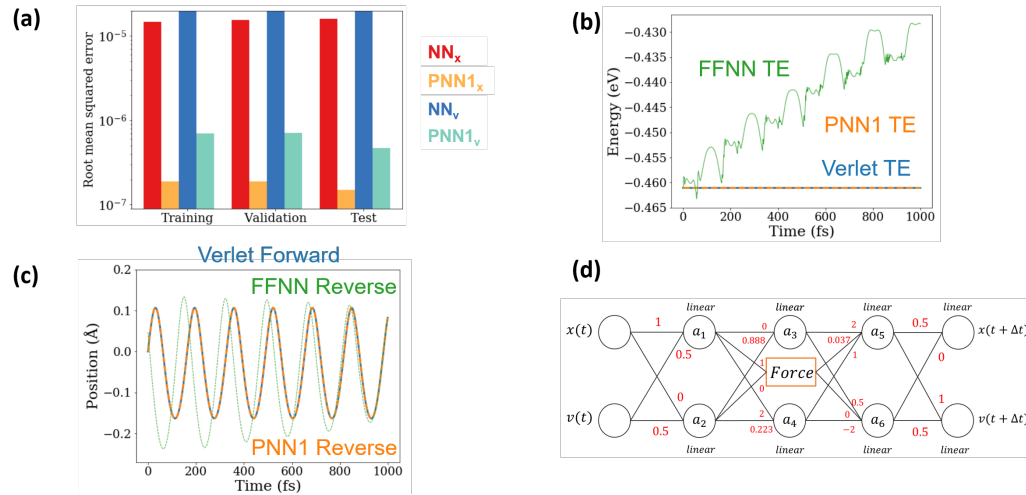 (a)
Root mean squared error
10⁻⁵
10⁻⁶
10⁻⁷
Training Validation Test
NNₓ
PNN1ₓ
NNᵥ
PNN1ᵥ
(b)
Energy (eV)
−0.430
−0.435
−0.440
−0.445
−0.450
−0.455
−0.460
−0.465
FFNN TE
PNN1 TE
Verlet TE
0 200 400 600 800 1000
Time (fs)
(c)
Verlet Forward
FFNN Reverse
PNN1 Reverse
Position (Å)
0.2
0.1
0.0
−0.1
−0.2
0 200 400 600 800 1000
Time (fs)
(d)
linear linear linear linear
x(t) 1 a₁ 0 a₃ 2 a₅ 0.5 x(t + Δt)
0.888 0.037
0.5 1 1 0
Force
0 0 0.5 1
v(t) 0.5 a₂ 2 a₄ 0 a₆ 0.5 v(t + Δt)
0.223 −2
linear linear linear linear